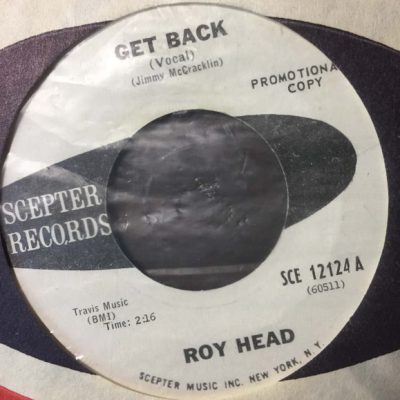 GET BACK
(Vocal)
(Jimmy McCracklin)
PROMOTIONA
COPY
SCEPTER
RECORDS
SCE 12124 A
(60511)
Travis Music
(BMI)
Time: 2:16
ROY HEAD
SCEPTER MUSIC INC. NEW YORK, N. Y.